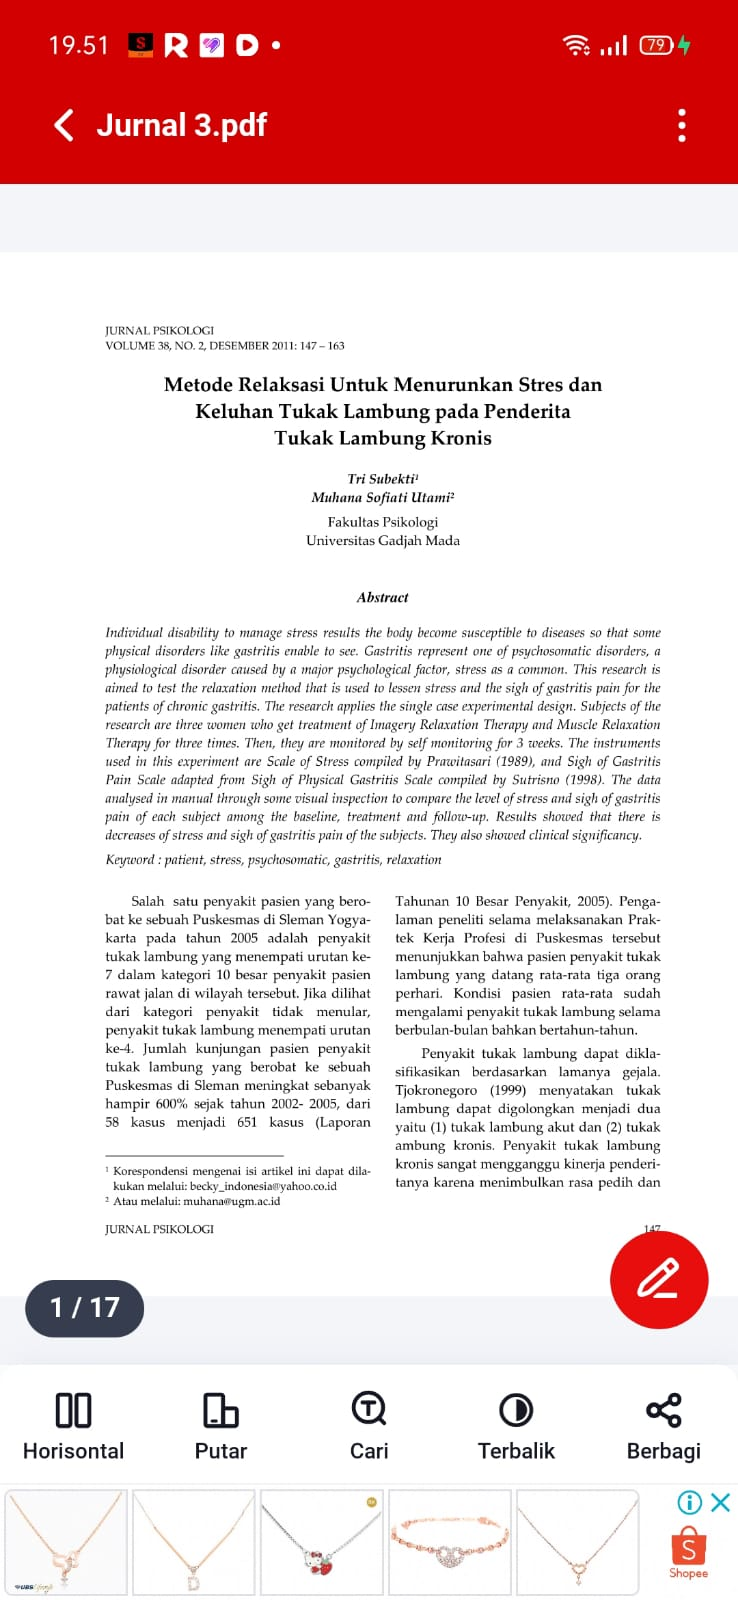 19.51
79
Jurnal 3.pdf
JURNAL PSIKOLOGI
VOLUME 38, NO. 2, DESEMBER 2011: 147 – 163
Metode Relaksasi Untuk Menurunkan Stres dan
Keluhan Tukak Lambung pada Penderita
Tukak Lambung Kronis
Tri Subekti¹
Muhana Sofiati Utami²
Fakultas Psikologi
Universitas Gadjah Mada
Abstract
Individual disability to manage stress results the body become susceptible to diseases so that some
physical disorders like gastritis enable to see. Gastritis represent one of psychosomatic disorders, a
physiological disorder caused by a major psychological factor, stress as a common. This research is
aimed to test the relaxation method that is used to lessen stress and the sigh of gastritis pain for the
patients of chronic gastritis. The research applies the single case experimental design. Subjects of the
research are three women who get treatment of Imagery Relaxation Therapy and Muscle Relaxation
Therapy for three times. Then, they are monitored by self monitoring for 3 weeks. The instruments
used in this experiment are Scale of Stress compiled by Prawitasari (1989), and Sigh of Gastritis
Pain Scale adapted from Sigh of Physical Gastritis Scale compiled by Sutrisno (1998). The data
analysed in manual through some visual inspection to compare the level of stress and sigh of gastritis
pain of each subject among the baseline, treatment and follow-up. Results showed that there is
decreases of stress and sigh of gastritis pain of the subjects. They also showed clinical significancy.
Keyword : patient, stress, psychosomatic, gastritis, relaxation
Salah satu penyakit pasien yang bero-
bat ke sebuah Puskesmas di Sleman Yogya-
karta pada tahun 2005 adalah penyakit
tukak lambung yang menempati urutan ke-
7 dalam kategori 10 besar penyakit pasien
rawat jalan di wilayah tersebut. Jika dilihat
dari kategori penyakit tidak menular,
penyakit tukak lambung menempati urutan
ke-4. Jumlah kunjungan pasien penyakit
tukak lambung yang berobat ke sebuah
Puskesmas di Sleman meningkat sebanyak
hampir 600% sejak tahun 2002- 2005, dari
58 kasus menjadi 651 kasus (Laporan
Tahunan 10 Besar Penyakit, 2005). Penga-
laman peneliti selama melaksanakan Prak-
tek Kerja Profesi di Puskesmas tersebut
menunjukkan bahwa pasien penyakit tukak
lambung yang datang rata-rata tiga orang
perhari. Kondisi pasien rata-rata sudah
mengalami penyakit tukak lambung selama
berbulan-bulan bahkan bertahun-tahun.
Penyakit tukak lambung dapat dikla-
sifikasikan berdasarkan lamanya gejala.
Tjokronegoro (1999) menyatakan tukak
lambung dapat digolongkan menjadi dua
yaitu (1) tukak lambung akut dan (2) tukak
ambung kronis. Penyakit tukak lambung
kronis sangat mengganggu kinerja penderi-
tanya karena menimbulkan rasa pedih dan
¹ Korespondensi mengenai isi artikel ini dapat dila-
kukan melalui: becky_indonesia@yahoo.co.id
² Atau melalui: muhana@ugm.ac.id
JURNAL PSIKOLOGI
147
1 / 17
Horisontal
Putar
Cari
Terbalik
Berbagi
Shopee